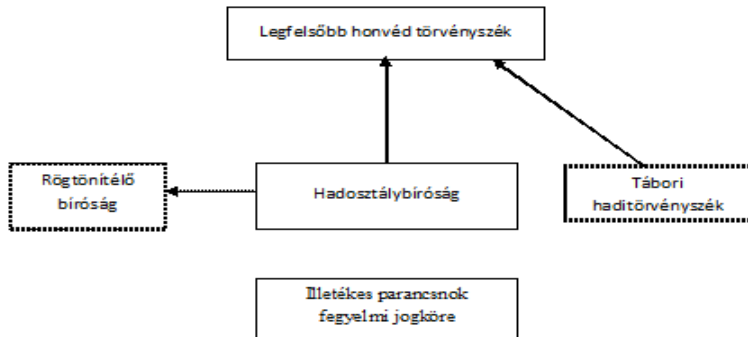 Legfelsőbb honvéd törvényszék
Rögtönítélő
bíróság
Hadosztálybíróság
Tábori
haditörvényszék
Illetékes parancsnok
fegyelmi jogköre